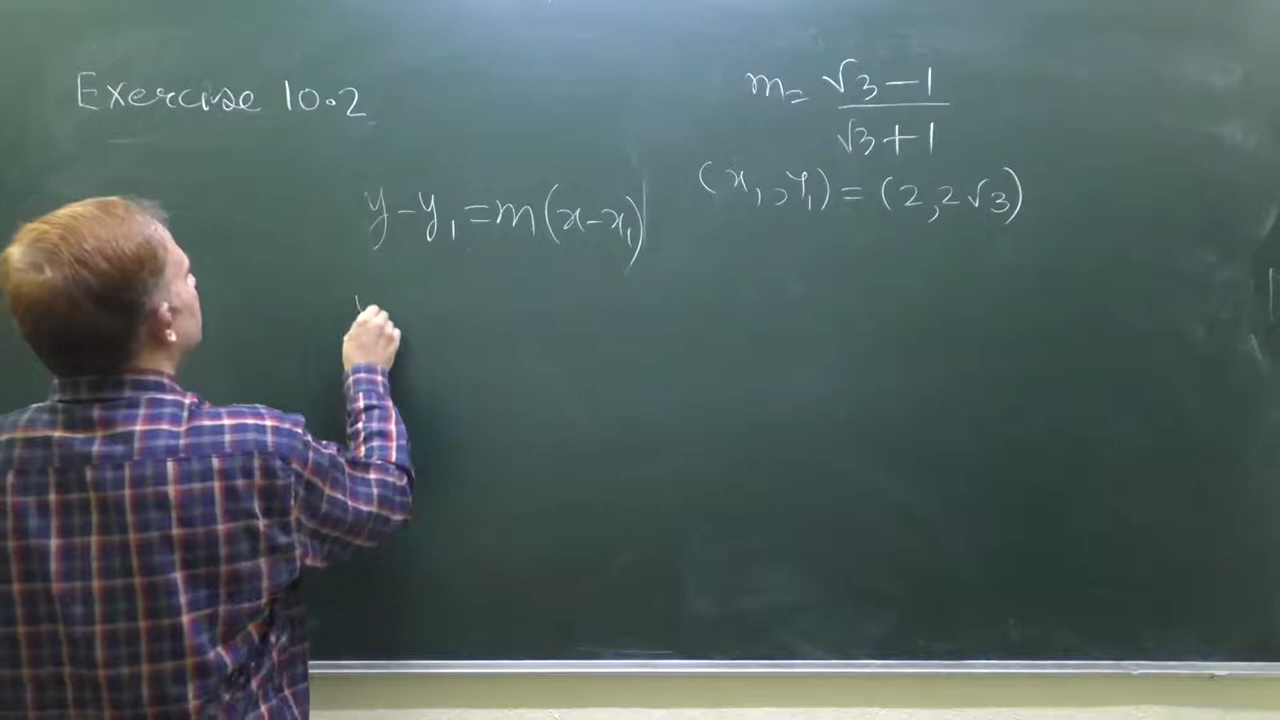 Exercise 10.2
m = √3 - 1 / √3 + 1
(x₁, y₁) = (2, 2√3)
y - y₁ = m(x - x₁)